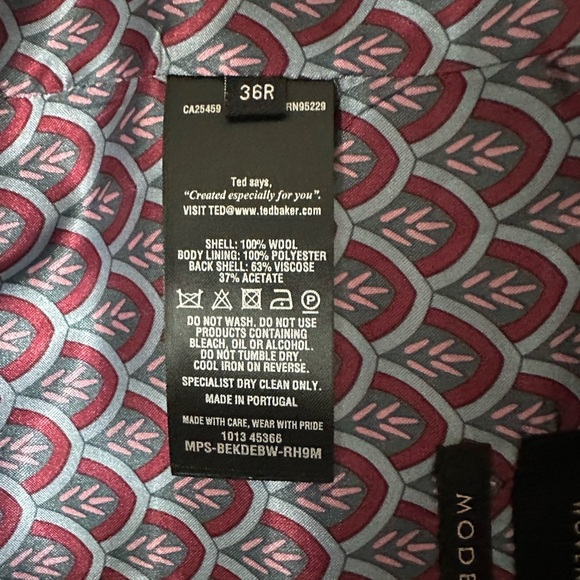 36R
CA25459 RN95229
Ted says,
"Created especially for you".
VISIT TED@www.tedbaker.com
SHELL: 100% WOOL
BODY LINING: 100% POLYESTER
BACK SHELL: 63% VISCOSE
37% ACETATE
P
DO NOT WASH. DO NOT USE
PRODUCTS CONTAINING
BLEACH, OIL OR ALCOHOL.
DO NOT TUMBLE DRY.
COOL IRON ON REVERSE.
SPECIALIST DRY CLEAN ONLY.
MADE IN PORTUGAL
MADE WITH CARE, WEAR WITH PRIDE
1013 45366
MPS-BEKDEBW-RH9M
MODE